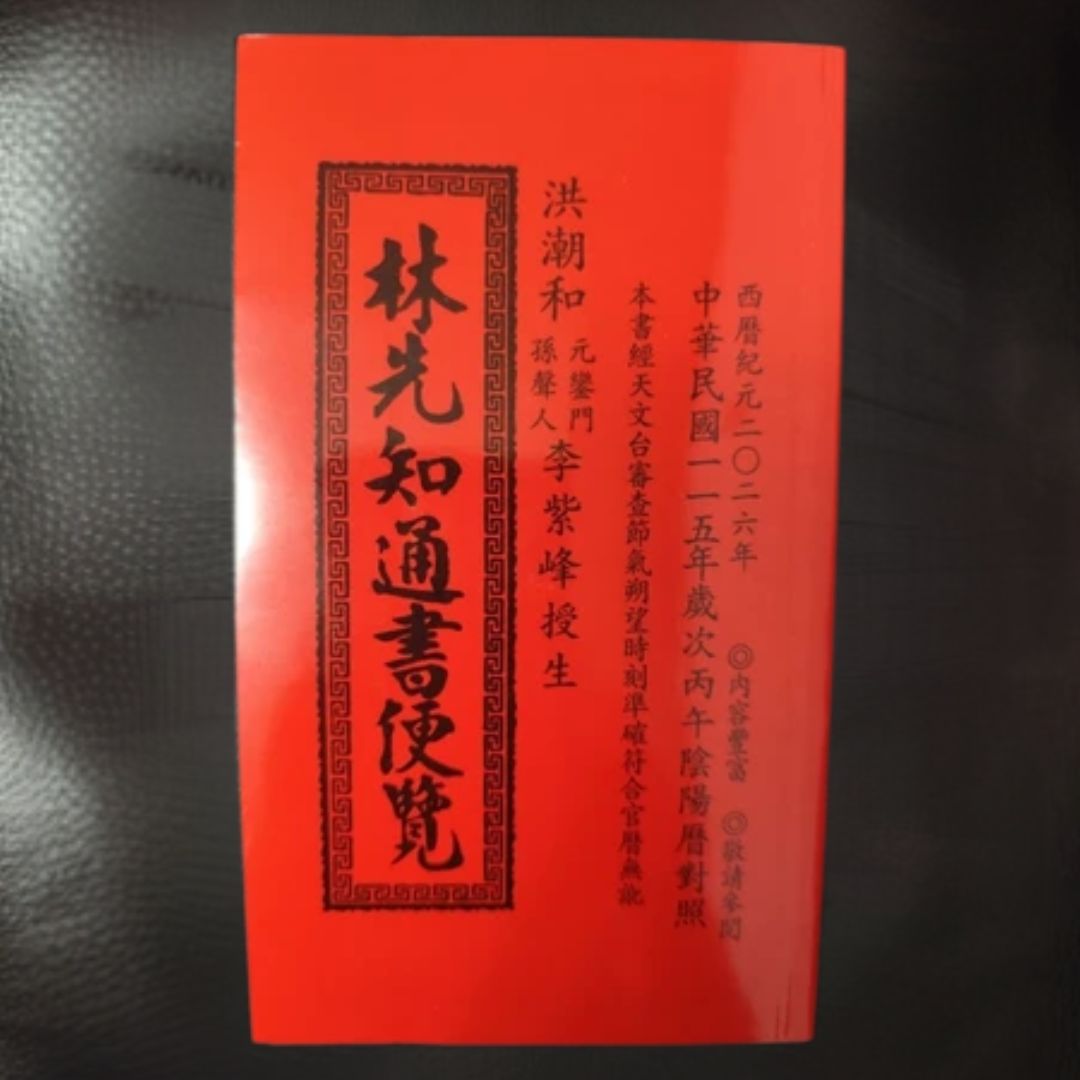 西曆紀元二〇二六年 ◎內容豐富 ◎敬請參閱
中華民國一一五年歲次丙午陰陽曆對照
本書經天文台審查節氣朔望時刻準確符合官曆無訛
洪潮和
元鑾門
孫聲人
李紫峰授生
林先知通書便覽